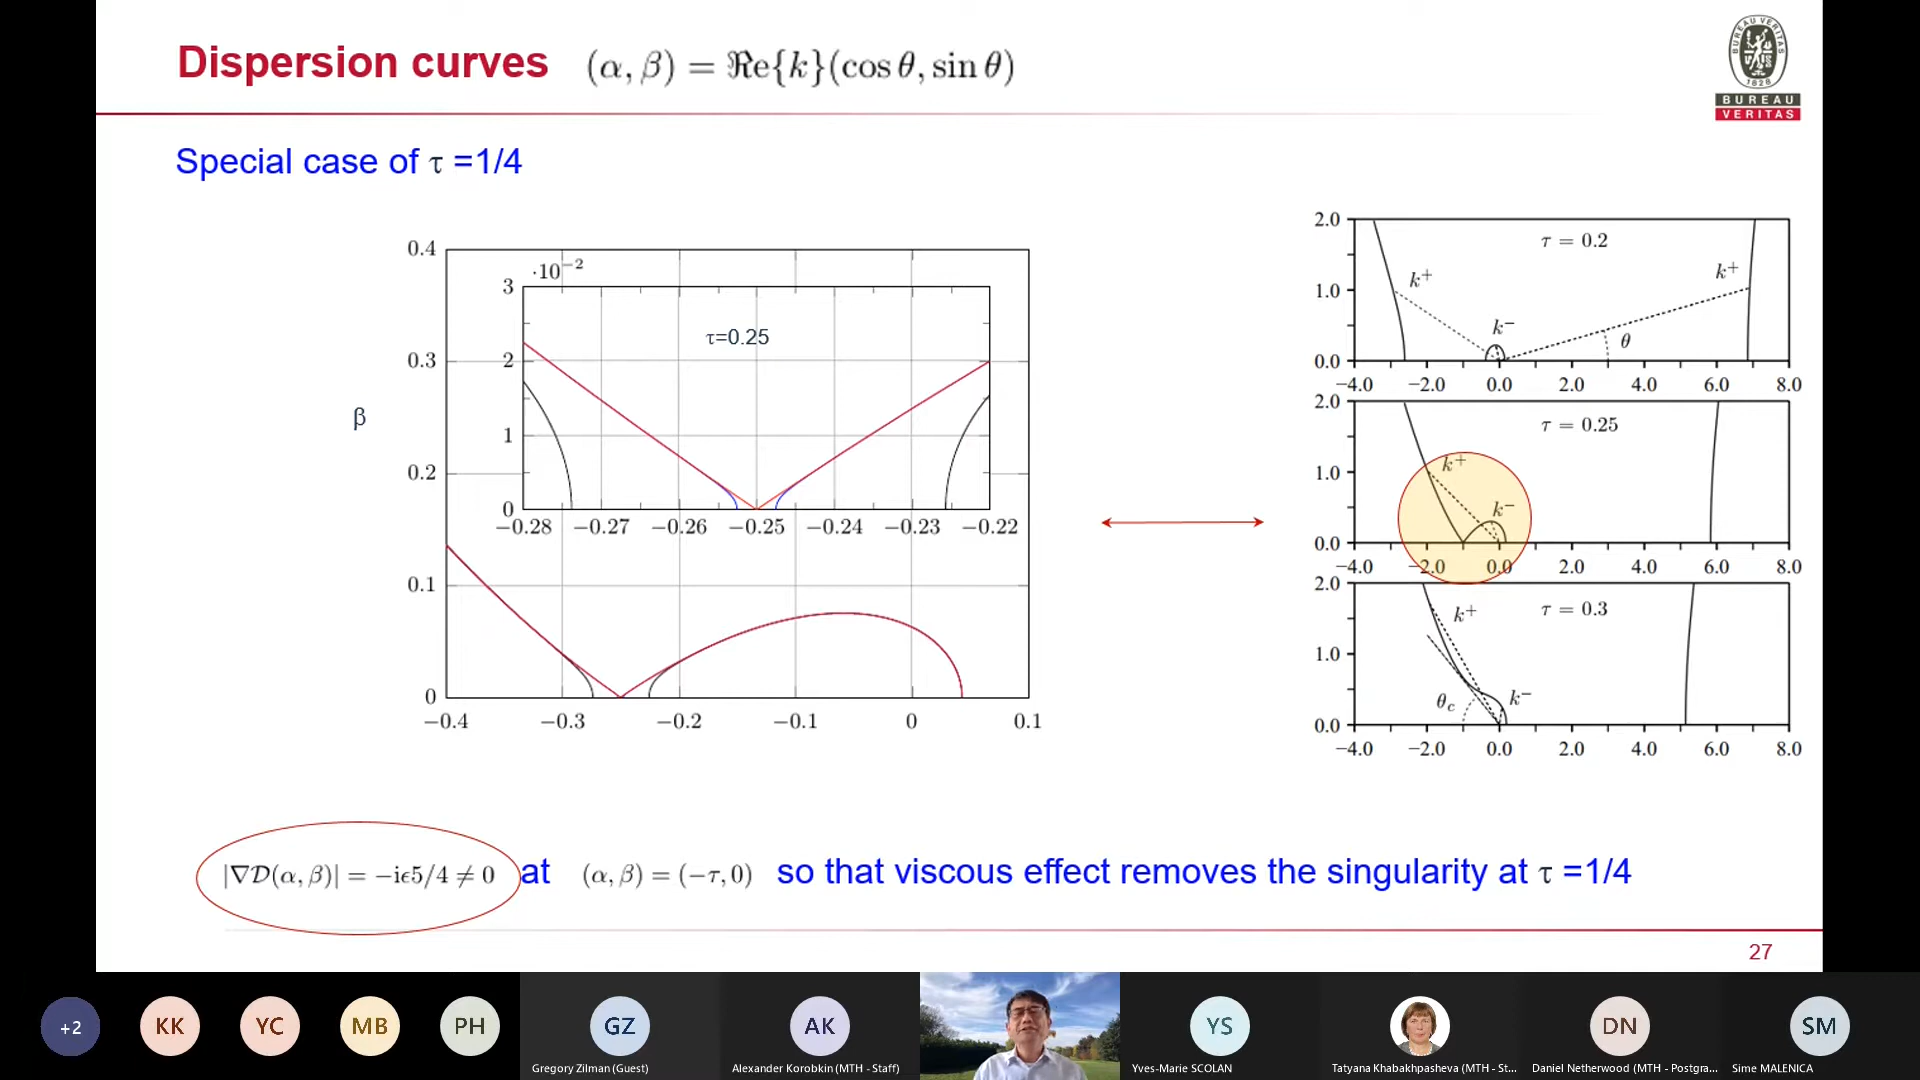 Dispersion curves (α, β) = ℜe{k}(cos θ, sin θ)
BUREAU VERITAS
1828
BUREAU
VERITAS
Special case of τ =1/4
0.4
0.3
0.2
0.1
0
β
−0.4 −0.3 −0.2 −0.1 0 0.1
·10⁻²
3
2
1
0
τ=0.25
−0.28 −0.27 −0.26 −0.25 −0.24 −0.23 −0.22
2.0
1.0
0.0
τ = 0.2
k⁺
k⁺
k⁻
θ
−4.0 −2.0 0.0 2.0 4.0 6.0 8.0
2.0
1.0
0.0
τ = 0.25
k⁺
k⁻
−4.0 −2.0 0.0 2.0 4.0 6.0 8.0
2.0
1.0
0.0
τ = 0.3
k⁺
k⁻
θc
−4.0 −2.0 0.0 2.0 4.0 6.0 8.0
|∇𝒟(α, β)| = −iϵ5/4 ≠ 0 at (α, β) = (−τ, 0) so that viscous effect removes the singularity at τ =1/4
27
+2 KK YC MB PH GZ AK YS DN SM
Gregory Zilman (Guest) Alexander Korobkin (MTH - Staff) Yves-Marie SCOLAN Tatyana Khabakhpasheva (MTH - St... Daniel Netherwood (MTH - Postgra... Sime MALENICA